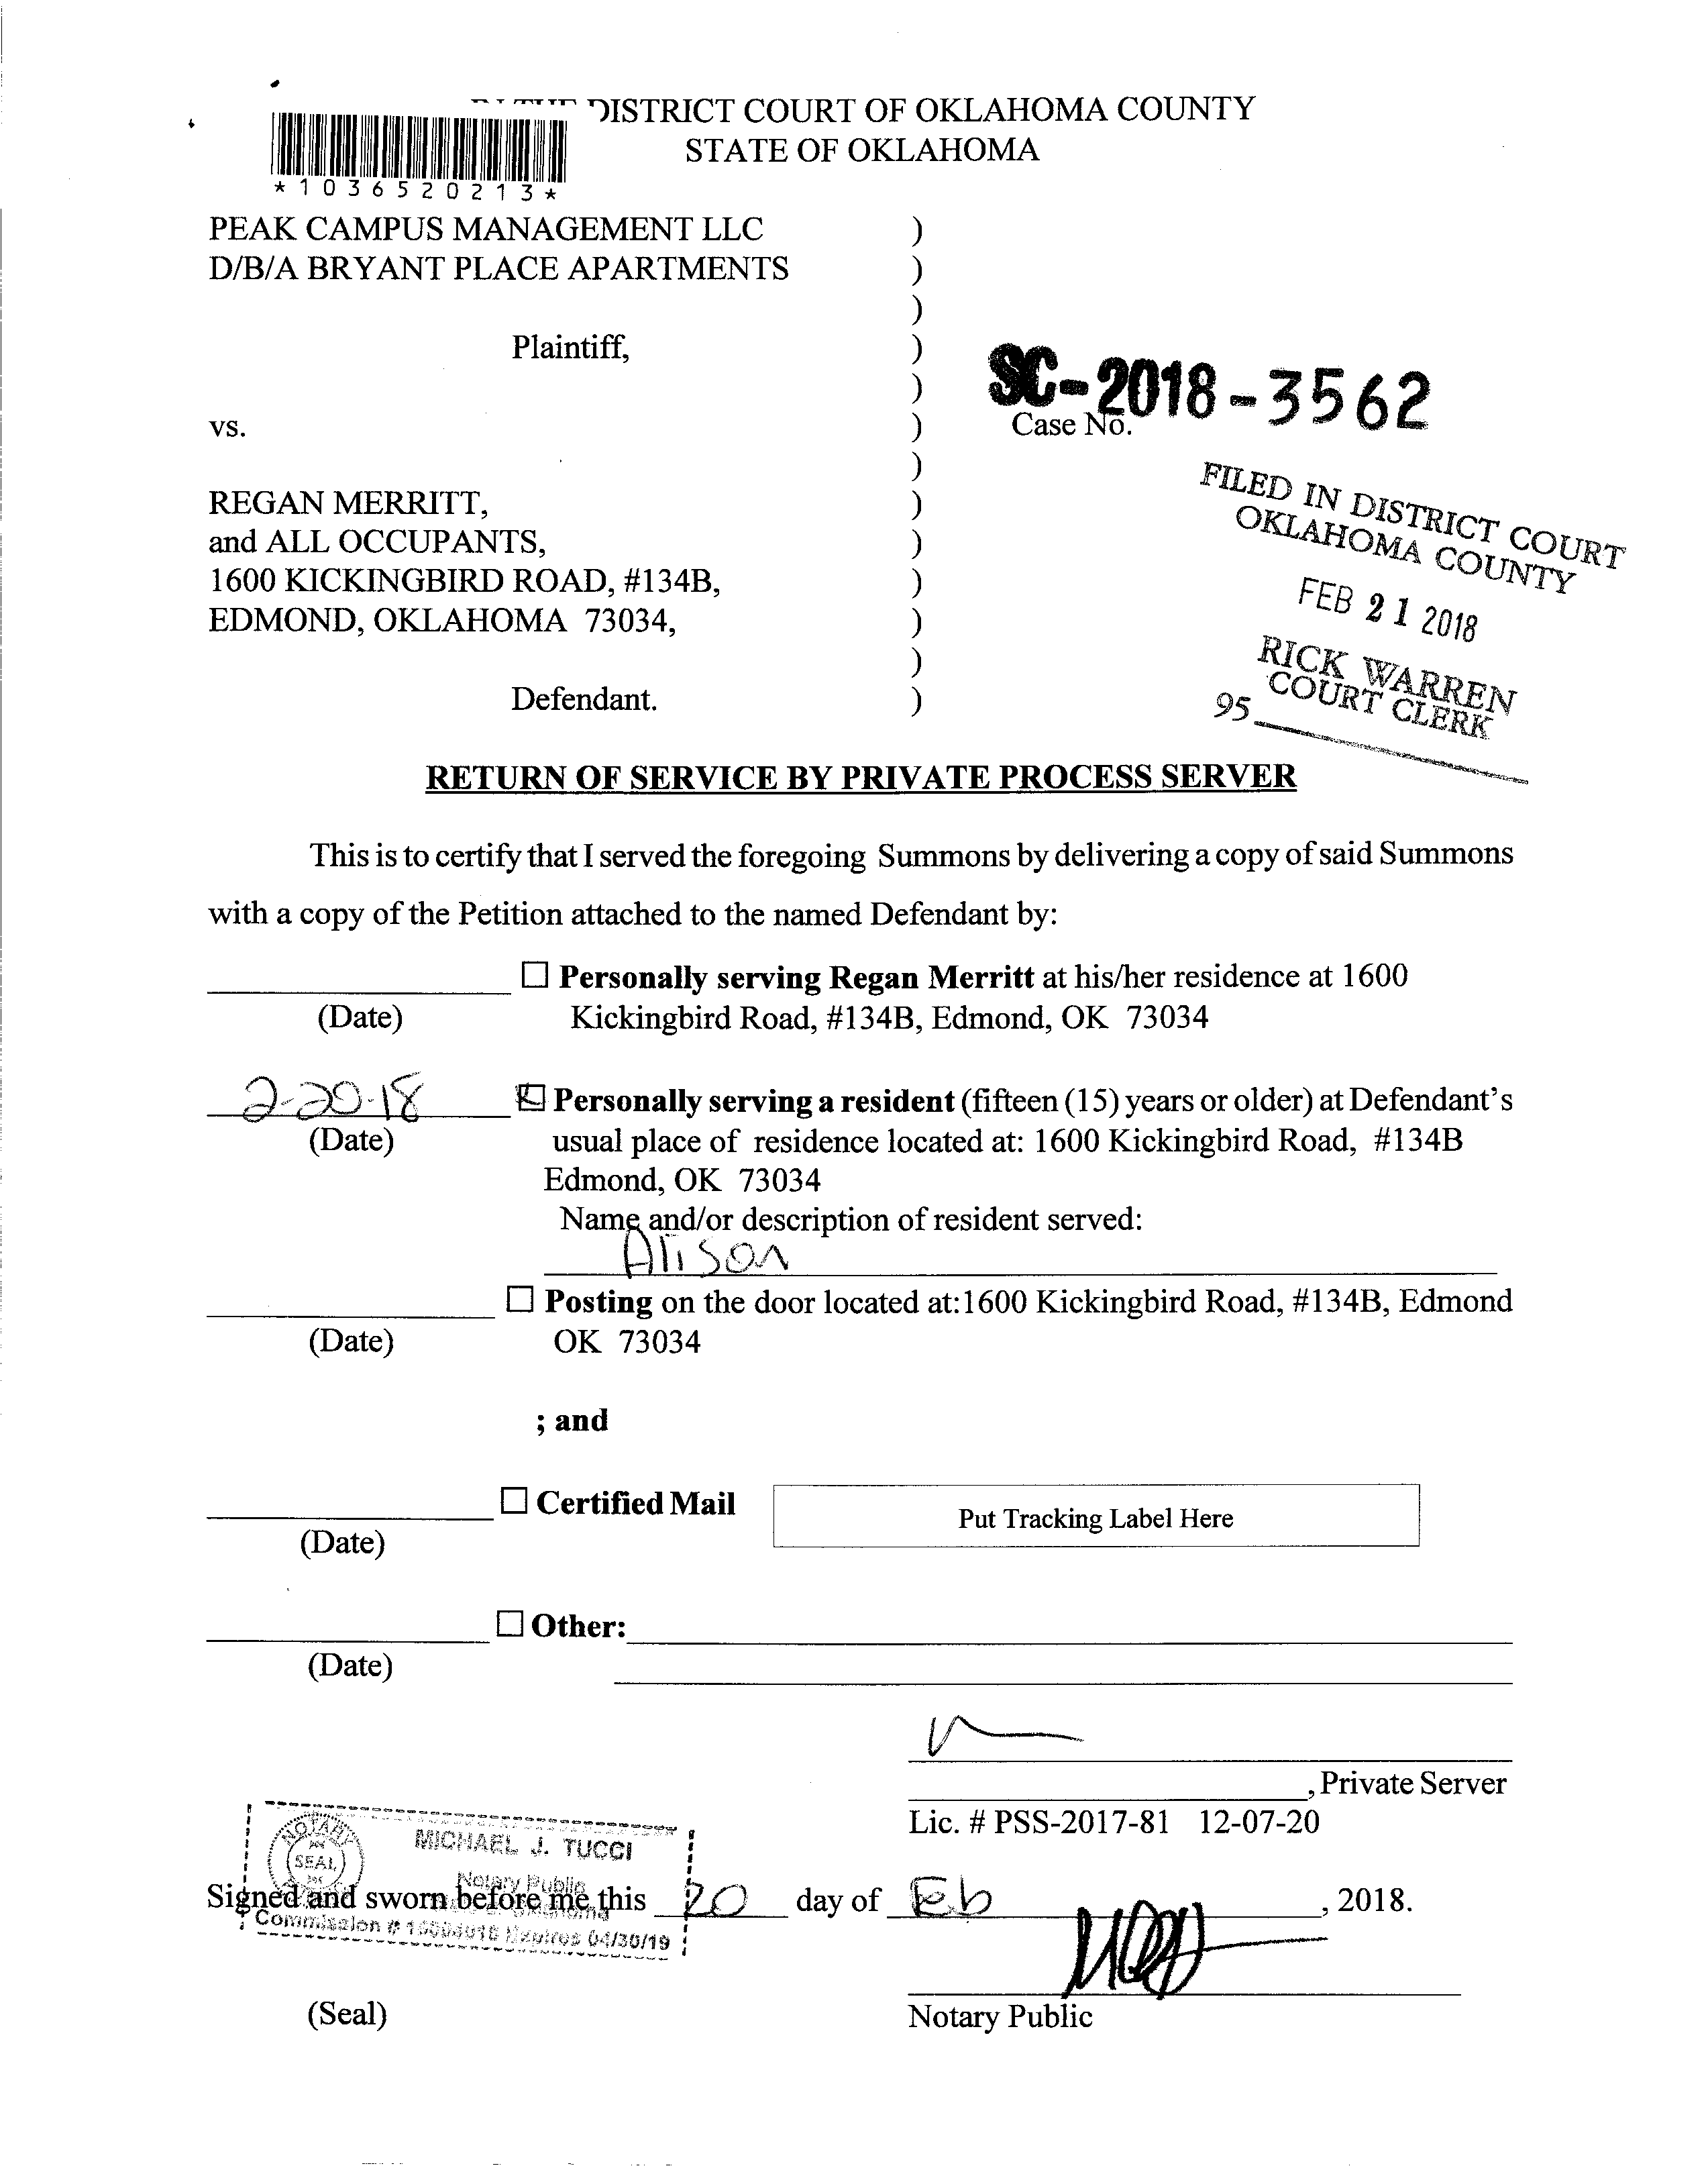 DISTRICT COURT OF OKLAHOMA COUNTY
STATE OF OKLAHOMA
*1036520213*
PEAK CAMPUS MANAGEMENT LLC )
D/B/A BRYANT PLACE APARTMENTS )
)
Plaintiff, )
)
SC-2018-3562
vs. ) Case No.
)
REGAN MERRITT, )
and ALL OCCUPANTS, )
1600 KICKINGBIRD ROAD, #134B, )
EDMOND, OKLAHOMA 73034, )
)
Defendant. )
FILED IN DISTRICT COURT
OKLAHOMA COUNTY
FEB 21 2018
RICK WARREN
COURT CLERK
95
RETURN OF SERVICE BY PRIVATE PROCESS SERVER
This is to certify that I served the foregoing Summons by delivering a copy of said Summons
with a copy of the Petition attached to the named Defendant by:
☐ Personally serving Regan Merritt at his/her residence at 1600
(Date) Kickingbird Road, #134B, Edmond, OK 73034
2-20-18 ☑ Personally serving a resident (fifteen (15) years or older) at Defendant's
(Date) usual place of residence located at: 1600 Kickingbird Road, #134B
Edmond, OK 73034
Name and/or description of resident served:
☐ Posting on the door located at:1600 Kickingbird Road, #134B, Edmond
(Date) OK 73034
; and
☐ Certified Mail Put Tracking Label Here
(Date)
☐ Other:
(Date)
, Private Server
Lic. # PSS-2017-81 12-07-20
NOTARY
SEAL
MICHAEL J. TUCCI
Notary Public
Signed and sworn before me this 20 day of Feb, 2018.
Commission # Expires 04/30/19
(Seal) Notary Public